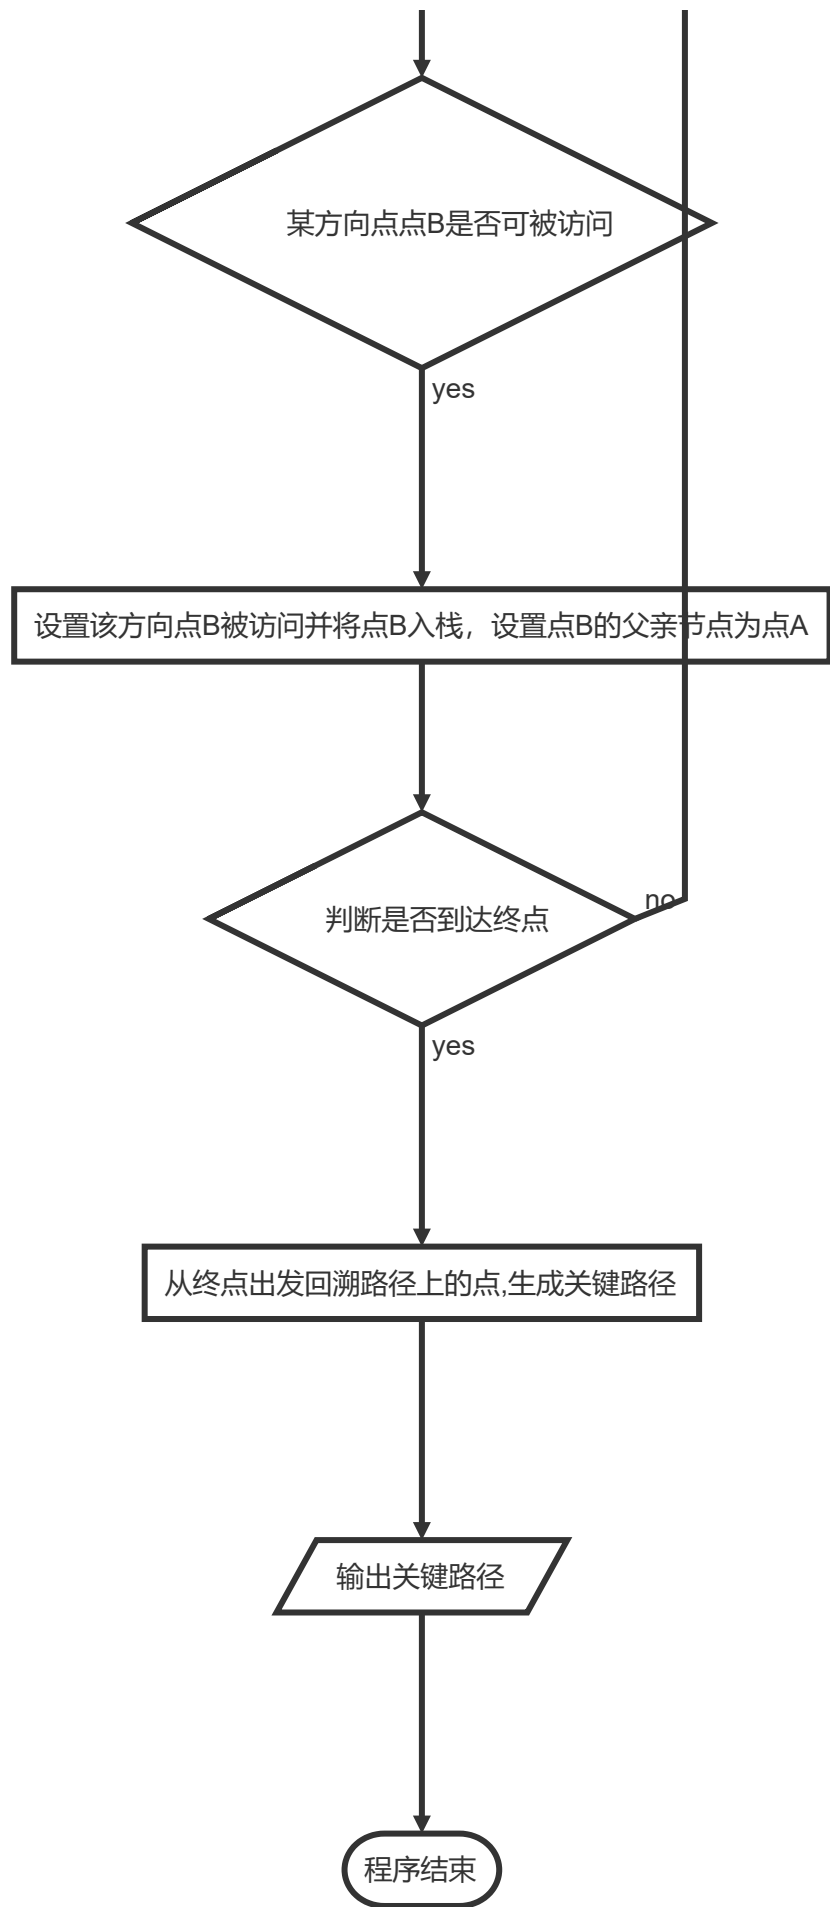 某方向点点B是否可被访问
yes
设置该方向点B被访问并将点B入栈，设置点B的父亲节点为点A
判断是否到达终点
no
yes
从终点出发回溯路径上的点,生成关键路径
输出关键路径
程序结束